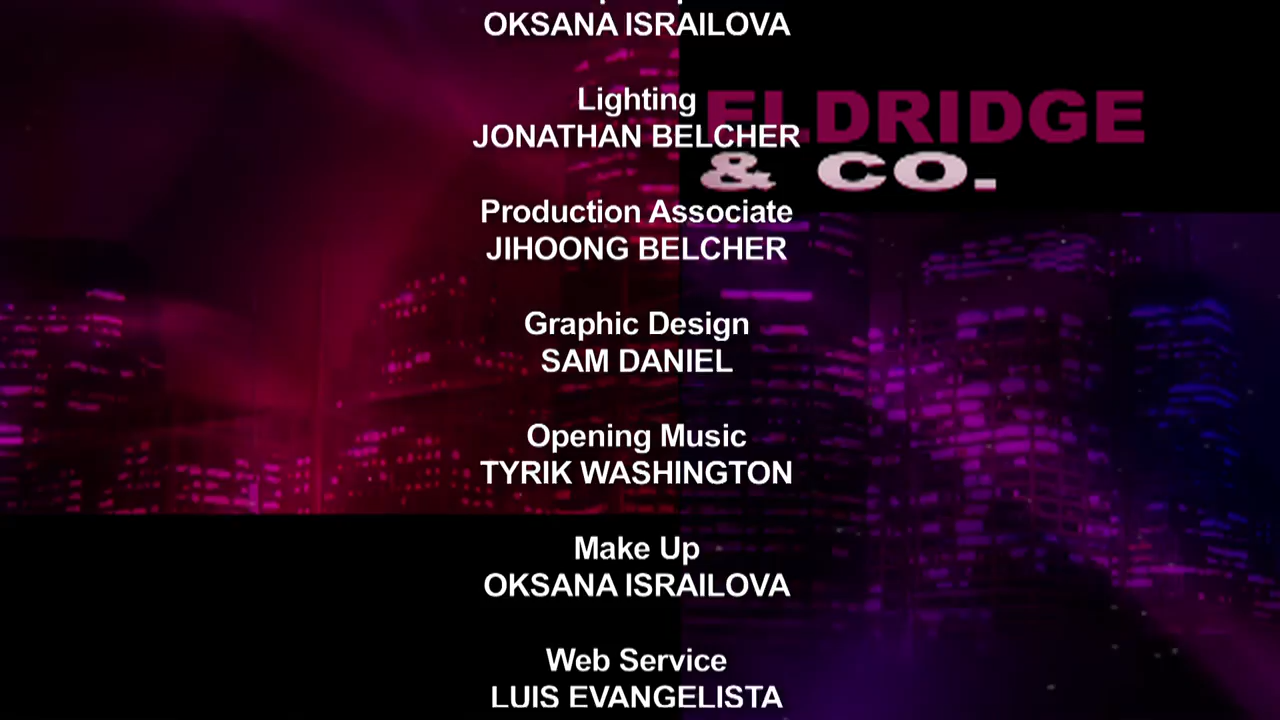 OKSANA ISRAILOVA
Lighting
JONATHAN BELCHER
ELDRIDGE
& CO.
Production Associate
JIHOONG BELCHER
Graphic Design
SAM DANIEL
Opening Music
TYRIK WASHINGTON
Make Up
OKSANA ISRAILOVA
Web Service
LUIS EVANGELISTA